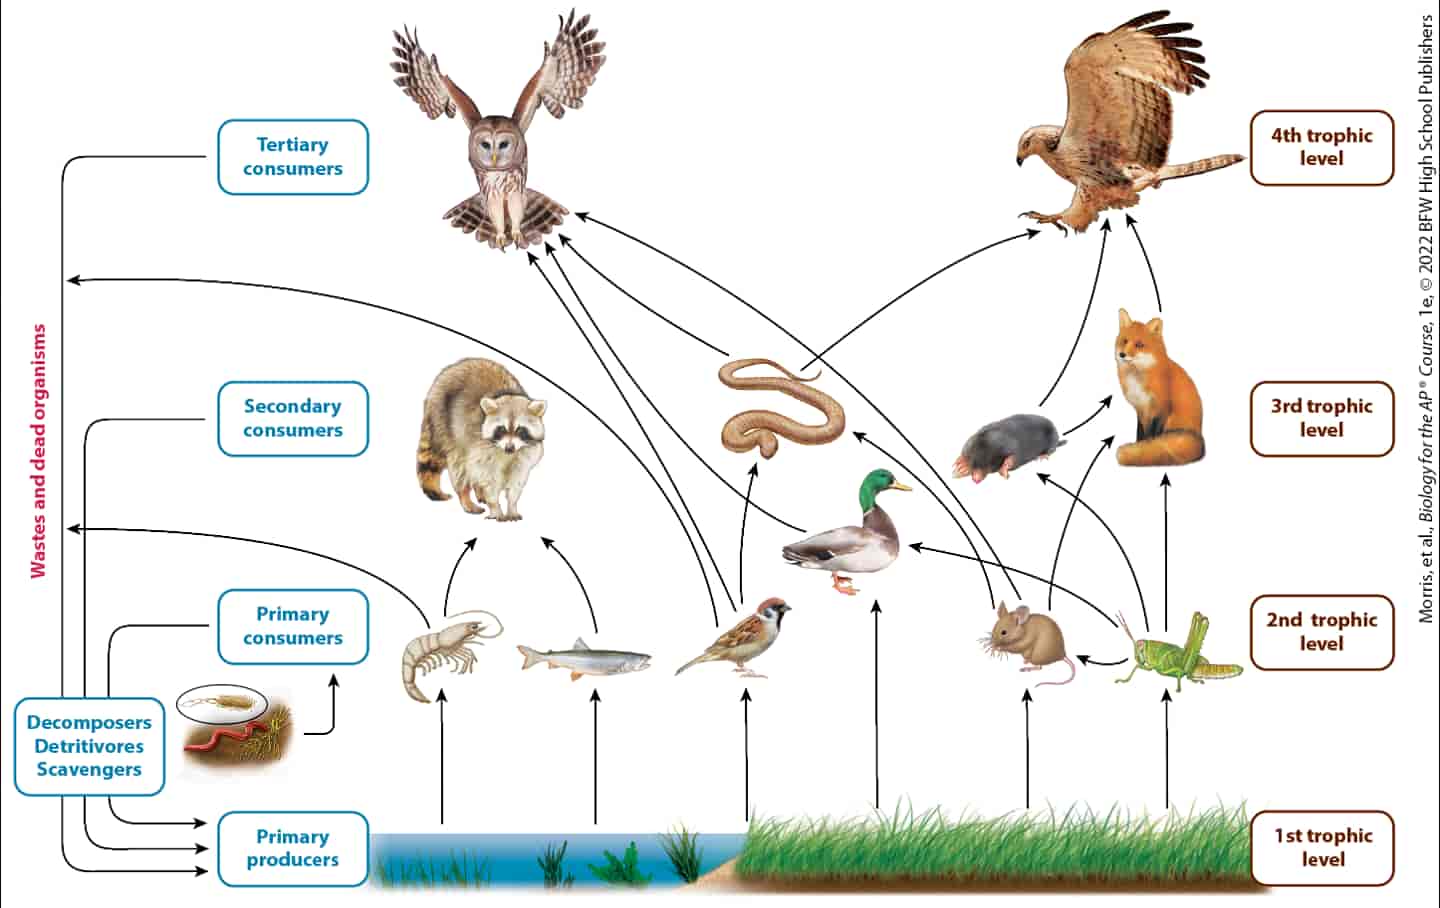 Tertiary
consumers
4th trophic
level
Secondary
consumers
3rd trophic
level
Primary
consumers
2nd  trophic
level
Decomposers
Detritivores
Scavengers
Primary
producers
1st trophic
level
Wastes and dead organisms
Morris, et al., Biology for the AP® Course, 1e, © 2022 BFW High School Publishers